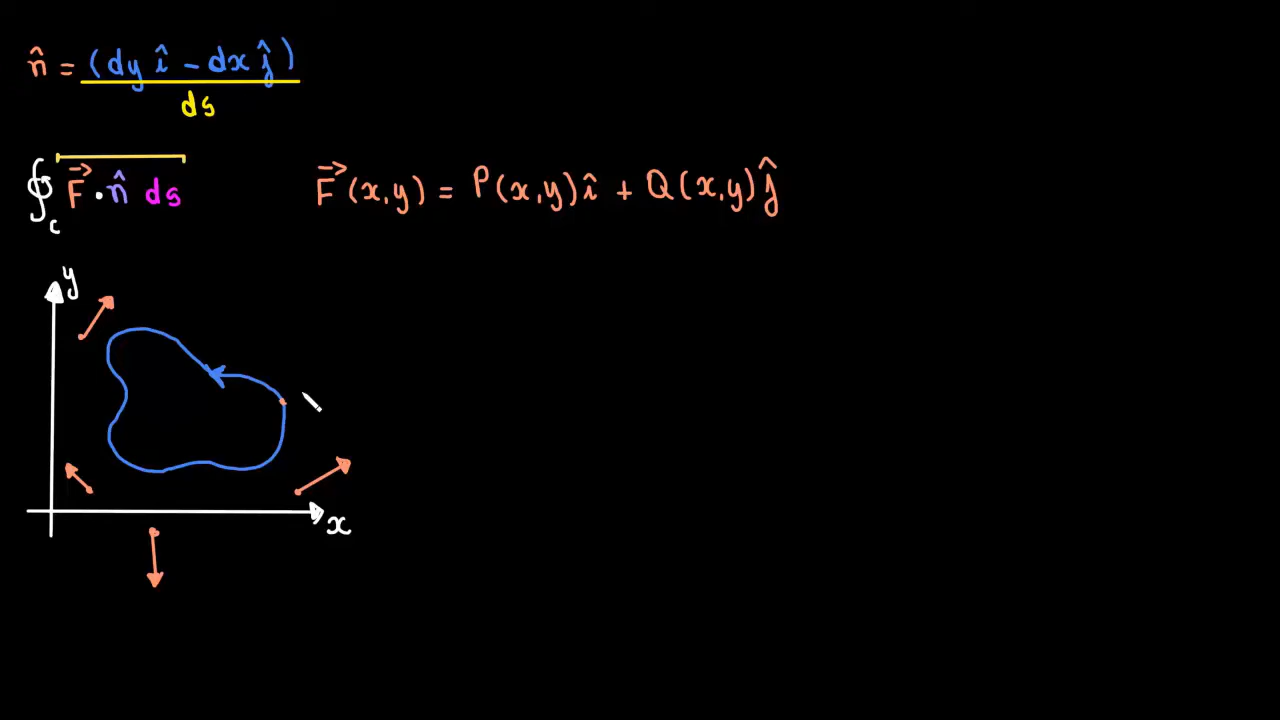 n̂ = (dy î − dx ĵ)
ds
∮c F⃗ · n̂ ds F⃗(x,y) = P(x,y) î + Q(x,y) ĵ
y
x